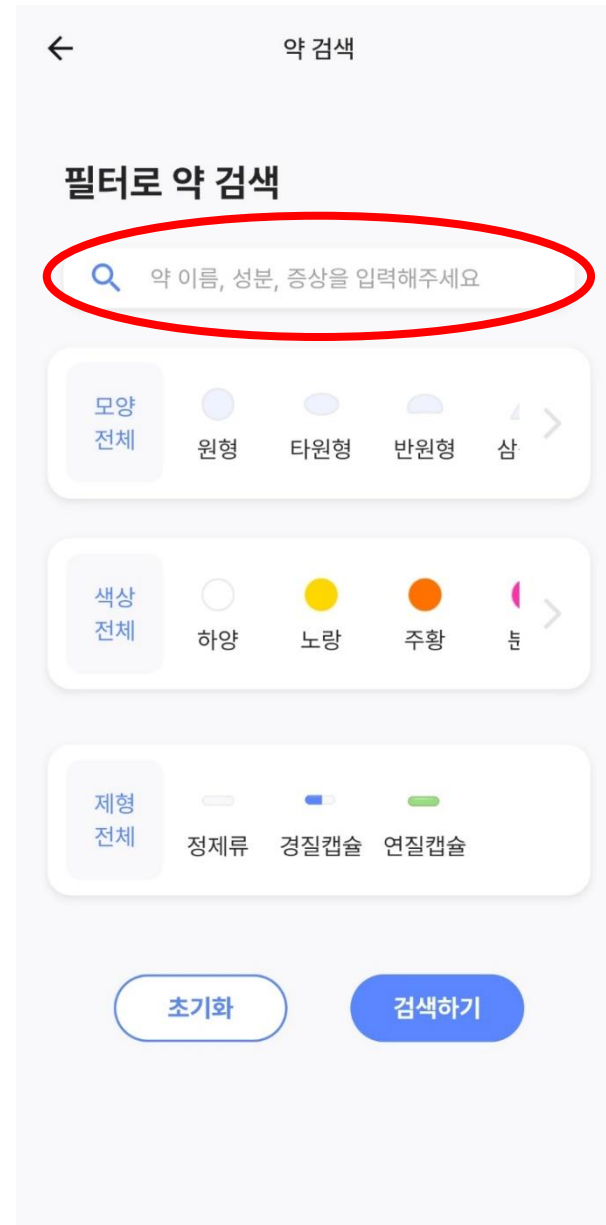 약 검색
필터로 약 검색
약 이름, 성분, 증상을 입력해주세요
모양
전체
원형
타원형
반원형
삼
색상
전체
하양
노랑
주황
제형
전체
정제류
경질캡슐
연질캡슐
초기화
검색하기